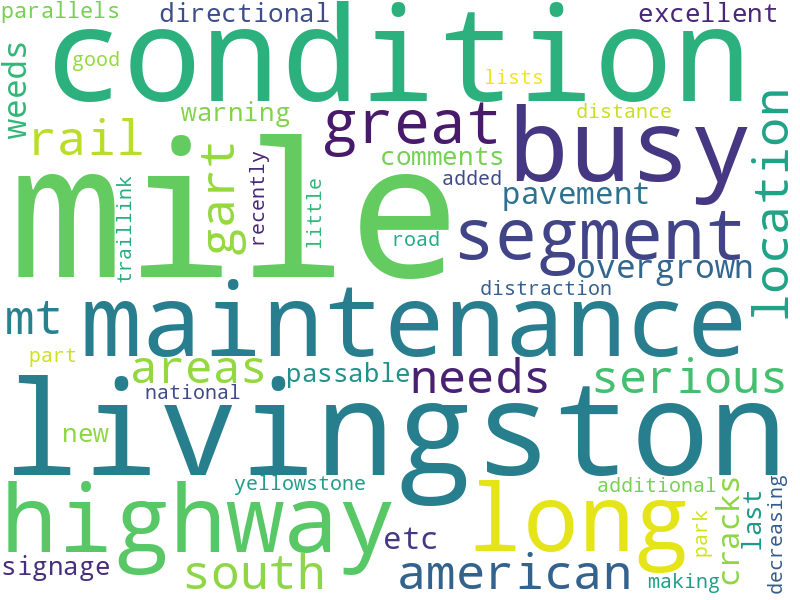 parallels
directional
excellent
condition
good
lists
weeds
warning
distance
rail
great
busy
location
comments
added
pavement
mile
gart
recently
little
traillink
road
segment
overgrown
distraction
mt
maintenance
part
areas
passable
needs
serious
national
livingston
new
yellowstone
additional
highway
long
park
cracks
last
decreasing
etc
signage
south
american
making